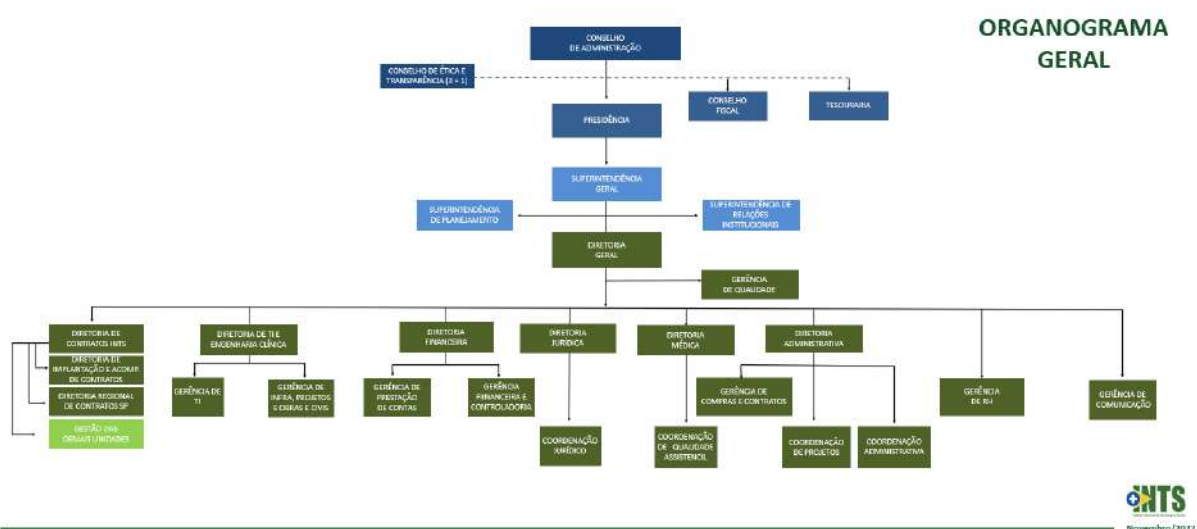 ORGANOGRAMA
GERAL
CONSELHO
DE ADMINISTRAÇÃO
CONSELHO DE ÉTICA E
TRANSPARÊNCIA (3 + 1)
CONSELHO
FISCAL
TESOURARIA
PRESIDÊNCIA
SUPERINTENDÊNCIA
GERAL
SUPERINTENDÊNCIA
DE PLANEJAMENTO
SUPERINTENDÊNCIA DE
RELAÇÕES
INSTITUCIONAIS
DIRETORIA
GERAL
GERÊNCIA
DE QUALIDADE
DIRETORIA DE
CONTRATOS INTS
DIRETORIA DE TI E
ENGENHARIA CLÍNICA
DIRETORIA
FINANCEIRA
DIRETORIA
JURÍDICA
DIRETORIA
MÉDICA
DIRETORIA
ADMINISTRATIVA
DIRETORIA DE
IMPLANTAÇÃO E ACOMP.
DE CONTRATOS
DIRETORIA REGIONAL
DE CONTRATOS SP
GESTÃO DAS
DEMAIS UNIDADES
GERÊNCIA DE
TI
GERÊNCIA DE
INFRA, PROJETOS
E OBRAS E CIVIS
GERÊNCIA DE
PRESTAÇÃO
DE CONTAS
GERÊNCIA
FIINANCEIRA E
CONTROLADORIA
GERÊNCIA DE
COMPRAS E CONTRATOS
GERÊNCIA
DE RH
GERÊNCIA DE
COMUNICAÇÃO
COORDENAÇÃO
JURÍDICO
COORDENAÇÃO
DE QUALIDADE
ASSISTENCIL
COORDENAÇÃO
DE PROJETOS
COORDENAÇÃO
ADMINISTRATIVA
INTS